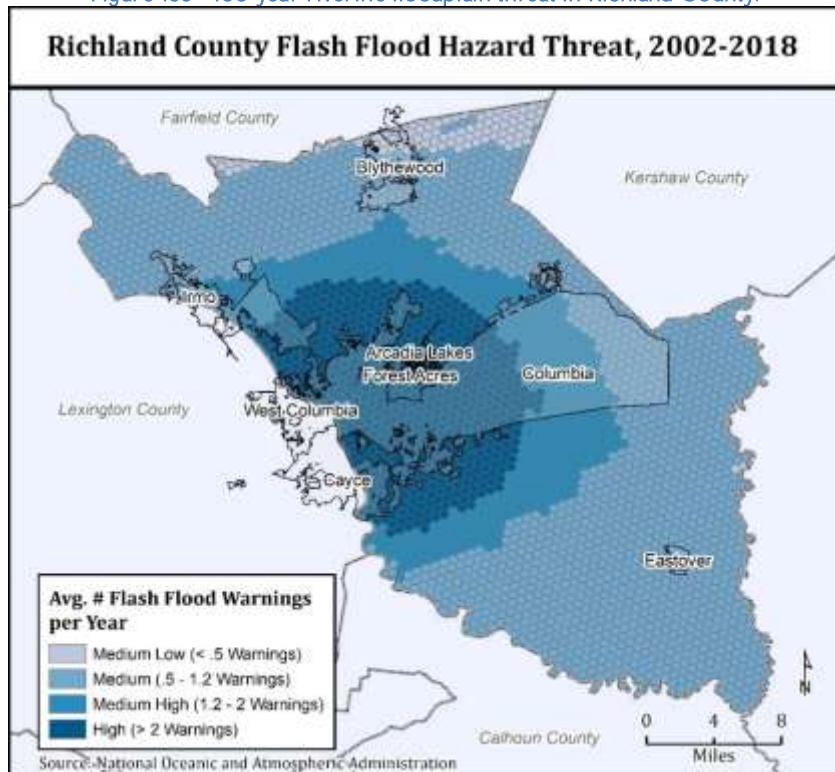 Richland County Flash Flood Hazard Threat, 2002-2018
Fairfield County
Blythewood
Kershaw County
Irmo
Arcadia Lakes
Forest Acres
Columbia
Lexington County
West Columbia
Cayce
Eastover
Avg. # Flash Flood Warnings
per Year
Medium Low (< .5 Warnings)
Medium (.5 - 1.2 Warnings)
Medium High (1.2 - 2 Warnings)
High (> 2 Warnings)
N
0 4 8
Miles
Calhoun County
Source: National Oceanic and Atmospheric Administration